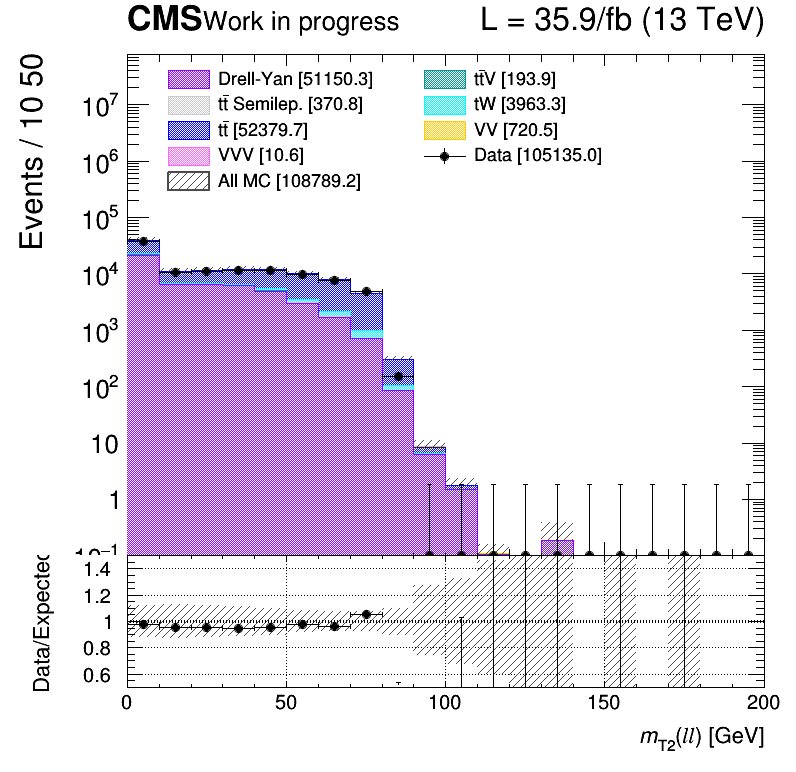 CMS Work in progress L = 35.9/fb (13 TeV)
Events / 10 50
Drell-Yan [51150.3]
tt̄ Semilep. [370.8]
tt̄ [52379.7]
VVV [10.6]
All MC [108789.2]
tt̄V [193.9]
tW [3963.3]
VV [720.5]
Data [105135.0]
10⁷
10⁶
10⁵
10⁴
10³
10²
10
1
10⁻¹
Data/Expected
1.4
1.2
1
0.8
0.6
0 50 100 150 200
m_T2(ll) [GeV]